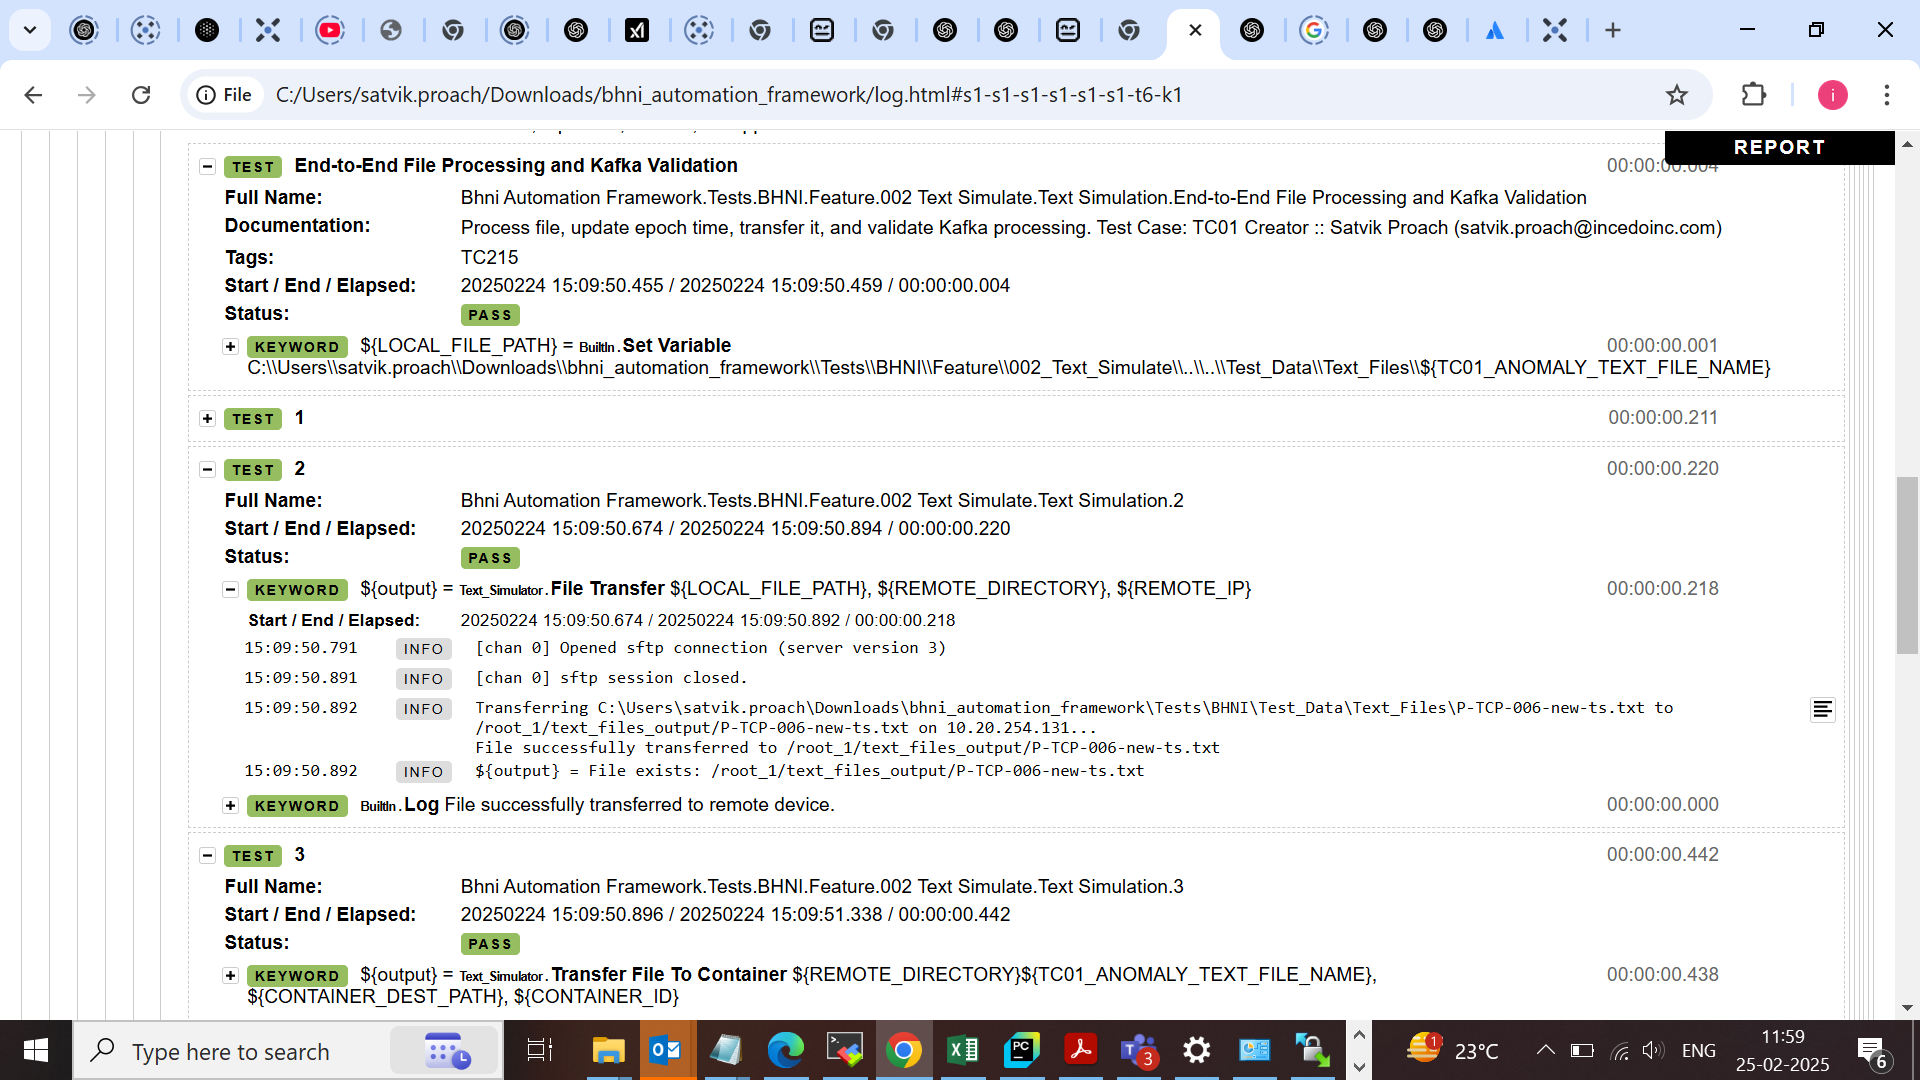 File
C:/Users/satvik.proach/Downloads/bhni_automation_framework/log.html#s1-s1-s1-s1-s1-s1-t6-k1
i
REPORT
TEST End-to-End File Processing and Kafka Validation 00:00:00.004
Full Name: Bhni Automation Framework.Tests.BHNI.Feature.002 Text Simulate.Text Simulation.End-to-End File Processing and Kafka Validation
Documentation: Process file, update epoch time, transfer it, and validate Kafka processing. Test Case: TC01 Creator :: Satvik Proach (satvik.proach@incedoinc.com)
Tags: TC215
Start / End / Elapsed: 20250224 15:09:50.455 / 20250224 15:09:50.459 / 00:00:00.004
Status: PASS
KEYWORD ${LOCAL_FILE_PATH} = BuiltIn.Set Variable 00:00:00.001
C:\\Users\\satvik.proach\\Downloads\\bhni_automation_framework\\Tests\\BHNI\\Feature\\002_Text_Simulate\\..\\..\\Test_Data\\Text_Files\\${TC01_ANOMALY_TEXT_FILE_NAME}
TEST 1 00:00:00.211
TEST 2 00:00:00.220
Full Name: Bhni Automation Framework.Tests.BHNI.Feature.002 Text Simulate.Text Simulation.2
Start / End / Elapsed: 20250224 15:09:50.674 / 20250224 15:09:50.894 / 00:00:00.220
Status: PASS
KEYWORD ${output} = Text_Simulator.File Transfer ${LOCAL_FILE_PATH}, ${REMOTE_DIRECTORY}, ${REMOTE_IP} 00:00:00.218
Start / End / Elapsed: 20250224 15:09:50.674 / 20250224 15:09:50.892 / 00:00:00.218
15:09:50.791 INFO [chan 0] Opened sftp connection (server version 3)
15:09:50.891 INFO [chan 0] sftp session closed.
15:09:50.892 INFO Transferring C:\Users\satvik.proach\Downloads\bhni_automation_framework\Tests\BHNI\Test_Data\Text_Files\P-TCP-006-new-ts.txt to
/root_1/text_files_output/P-TCP-006-new-ts.txt on 10.20.254.131...
File successfully transferred to /root_1/text_files_output/P-TCP-006-new-ts.txt
15:09:50.892 INFO ${output} = File exists: /root_1/text_files_output/P-TCP-006-new-ts.txt
KEYWORD BuiltIn.Log File successfully transferred to remote device. 00:00:00.000
TEST 3 00:00:00.442
Full Name: Bhni Automation Framework.Tests.BHNI.Feature.002 Text Simulate.Text Simulation.3
Start / End / Elapsed: 20250224 15:09:50.896 / 20250224 15:09:51.338 / 00:00:00.442
Status: PASS
KEYWORD ${output} = Text_Simulator.Transfer File To Container ${REMOTE_DIRECTORY}${TC01_ANOMALY_TEXT_FILE_NAME}, 00:00:00.438
${CONTAINER_DEST_PATH}, ${CONTAINER_ID}
Type here to search
3
1
23°C
ENG
11:59
25-02-2025
6